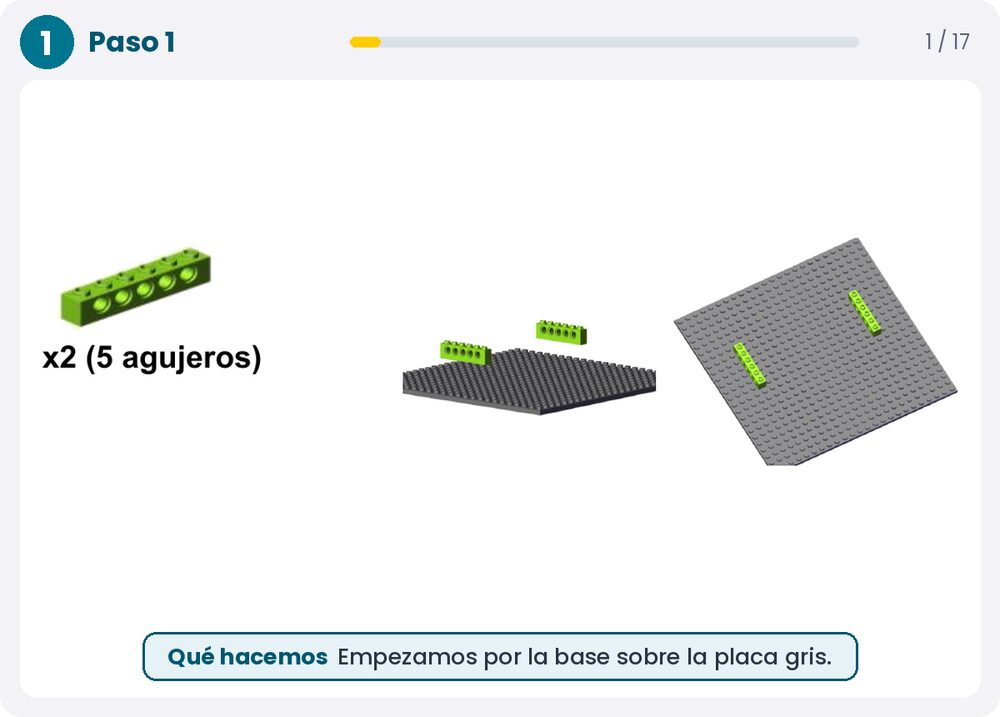 1 Paso 1
1 / 17
x2 (5 agujeros)
Qué hacemos Empezamos por la base sobre la placa gris.